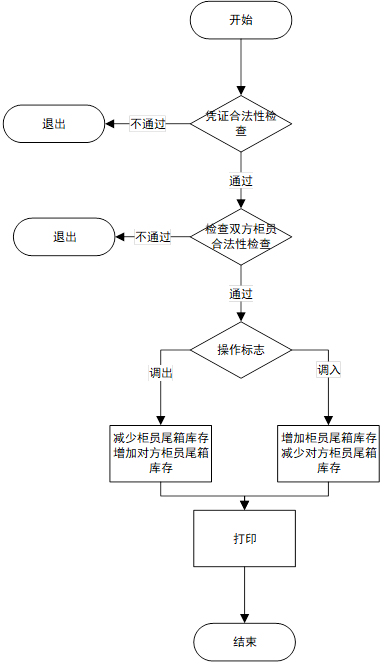 开始
凭证合法性检
查
不通过
退出
通过
检查双方柜员
合法性检查
不通过
退出
通过
操作标志
调出
调入
减少柜员尾箱库存
增加对方柜员尾箱
库存
增加柜员尾箱库存
减少对方柜员尾箱
库存
打印
结束